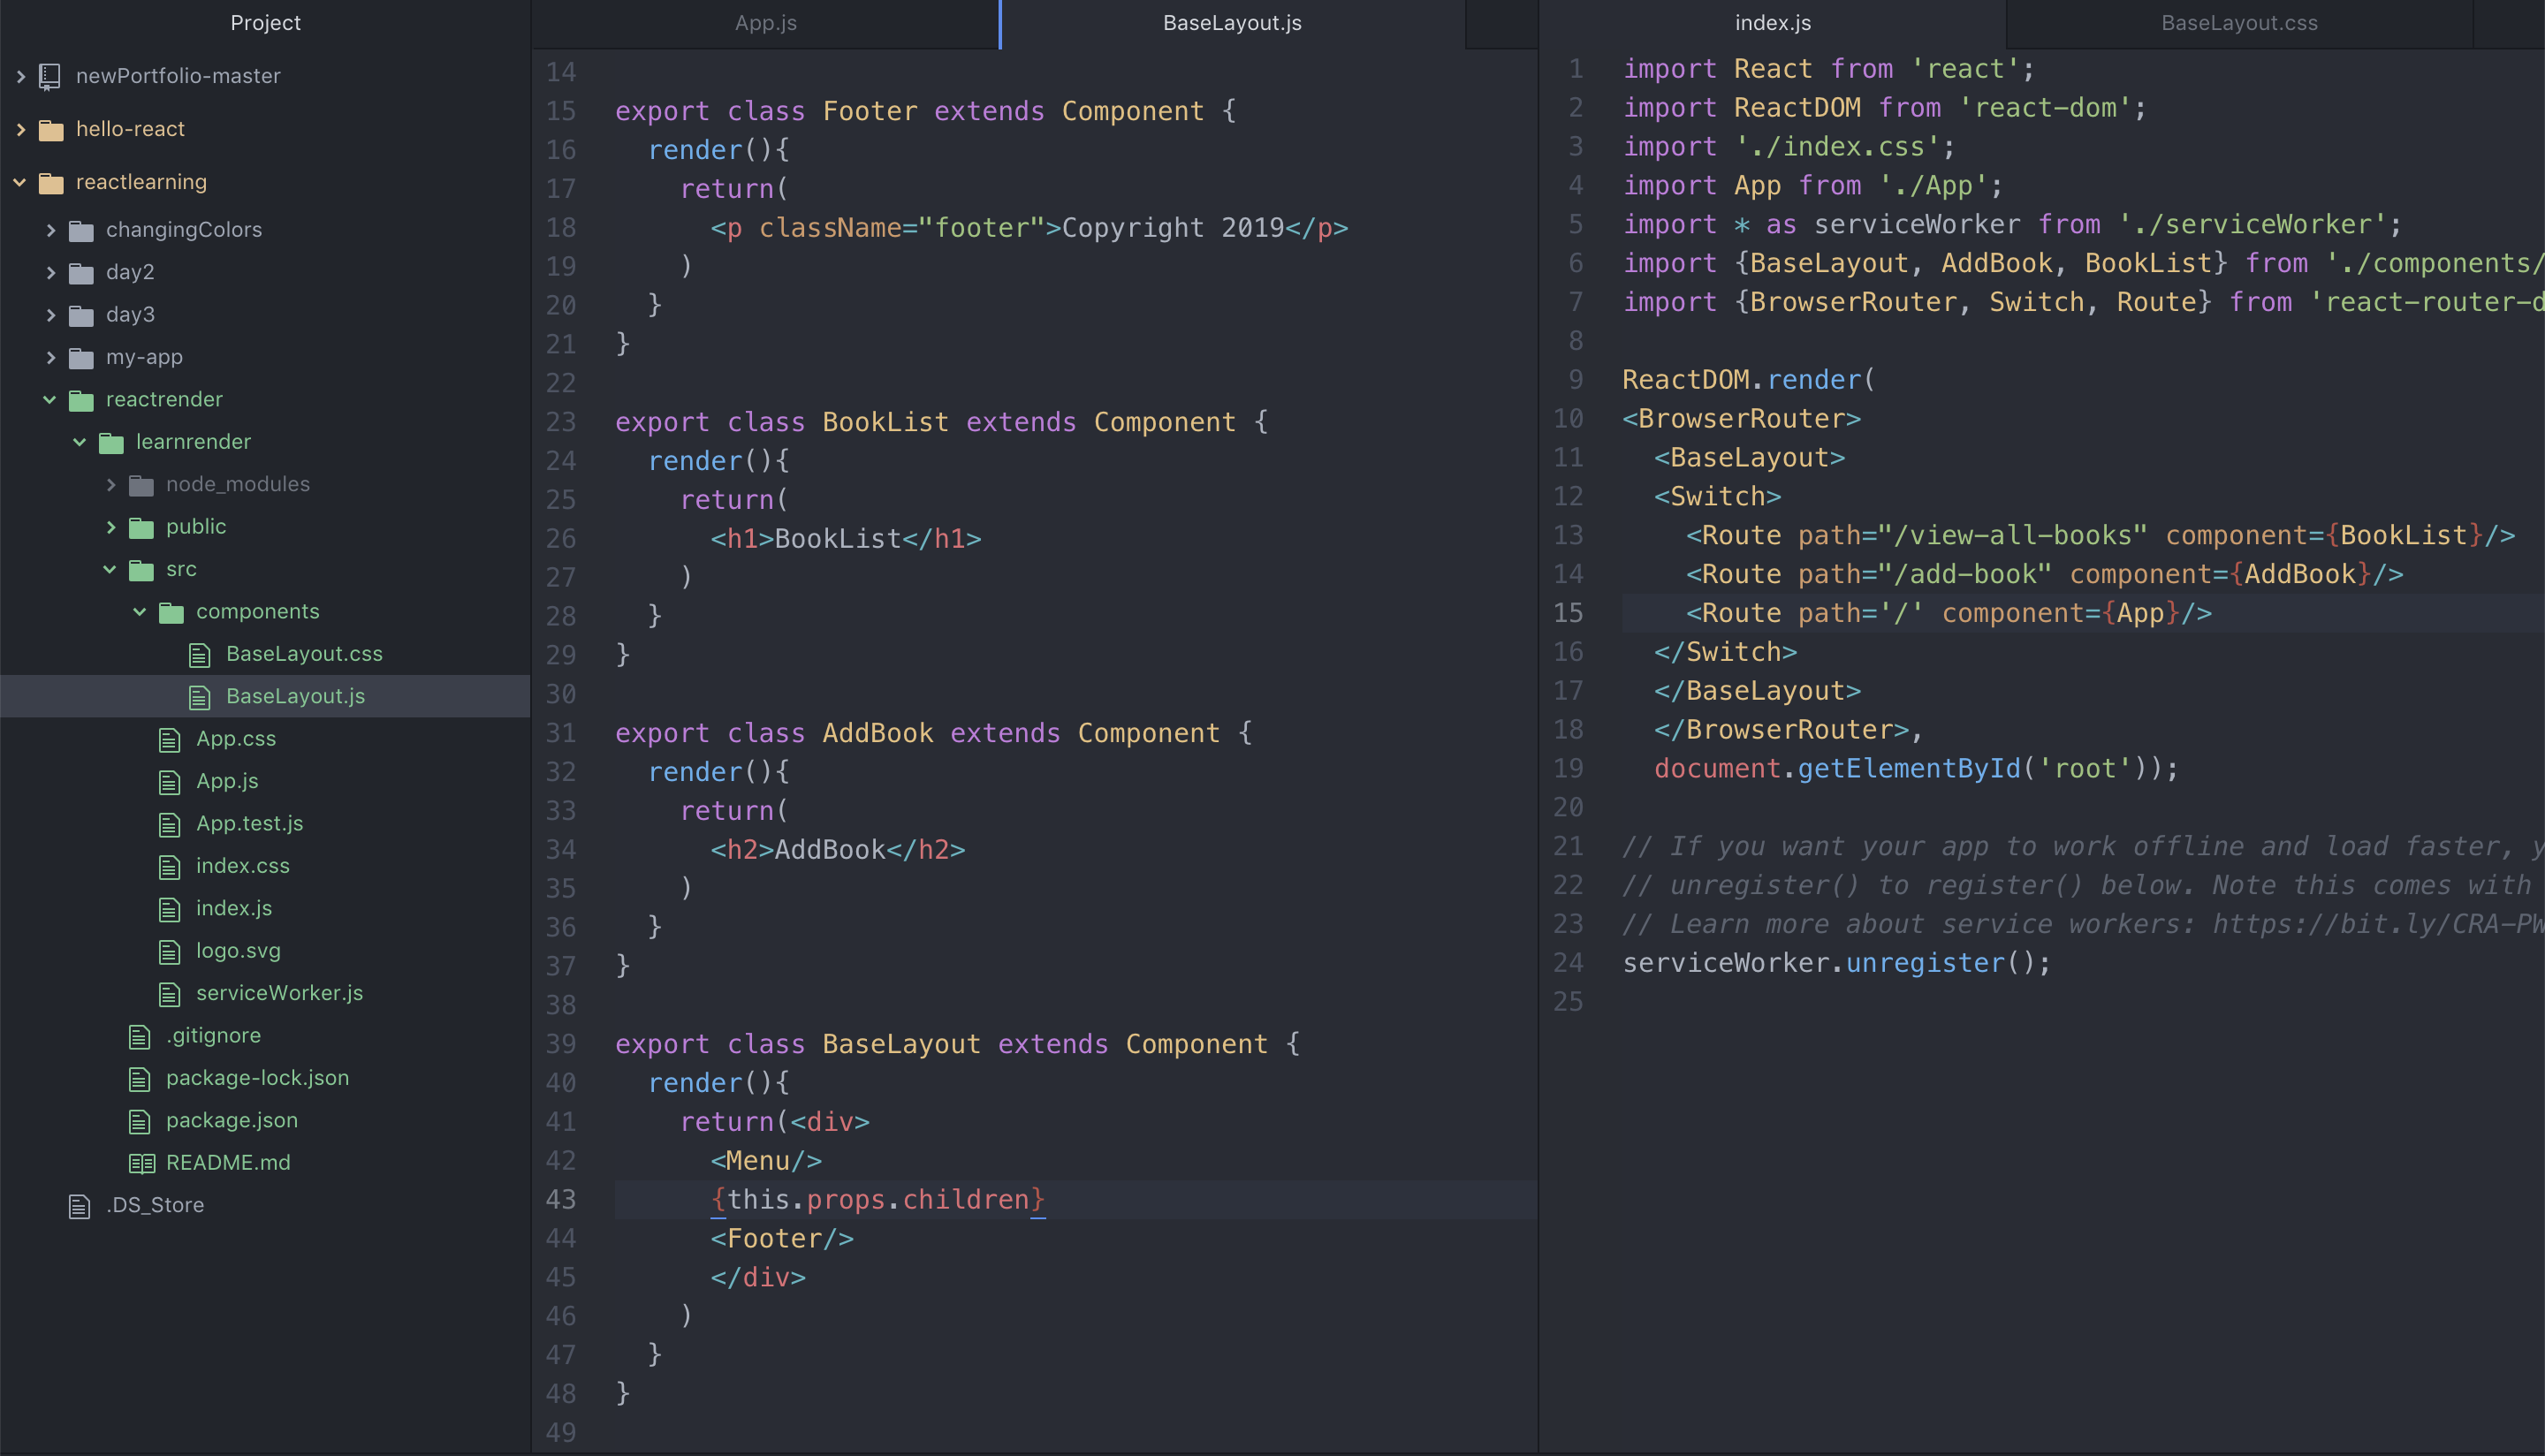 Project
newPortfolio-master
hello-react
reactlearning
changingColors
day2
day3
my-app
reactrender
learnrender
node_modules
public
src
components
BaseLayout.css
BaseLayout.js
App.css
App.js
App.test.js
index.css
index.js
logo.svg
serviceWorker.js
.gitignore
package-lock.json
package.json
README.md
.DS_Store
App.js
BaseLayout.js
14
15 export class Footer extends Component {
16   render(){
17     return(
18       <p className="footer">Copyright 2019</p>
19     )
20   }
21 }
22
23 export class BookList extends Component {
24   render(){
25     return(
26       <h1>BookList</h1>
27     )
28   }
29 }
30
31 export class AddBook extends Component {
32   render(){
33     return(
34       <h2>AddBook</h2>
35     )
36   }
37 }
38
39 export class BaseLayout extends Component {
40   render(){
41     return(<div>
42       <Menu/>
43       {this.props.children}
44       <Footer/>
45       </div>
46     )
47   }
48 }
49
index.js
BaseLayout.css
1 import React from 'react';
2 import ReactDOM from 'react-dom';
3 import './index.css';
4 import App from './App';
5 import * as serviceWorker from './serviceWorker';
6 import {BaseLayout, AddBook, BookList} from './components/
7 import {BrowserRouter, Switch, Route} from 'react-router-d
8
9 ReactDOM.render(
10 <BrowserRouter>
11   <BaseLayout>
12   <Switch>
13     <Route path="/view-all-books" component={BookList}/>
14     <Route path="/add-book" component={AddBook}/>
15     <Route path='/' component={App}/>
16   </Switch>
17   </BaseLayout>
18   </BrowserRouter>,
19   document.getElementById('root'));
20
21 // If you want your app to work offline and load faster, y
22 // unregister() to register() below. Note this comes with
23 // Learn more about service workers: https://bit.ly/CRA-PW
24 serviceWorker.unregister();
25